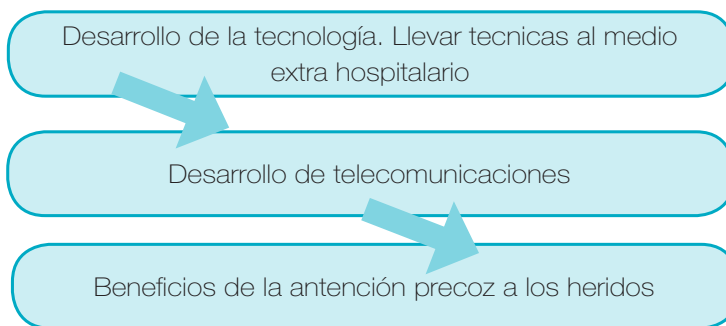 Desarrollo de la tecnología. Llevar tecnicas al medio
extra hospitalario
Desarrollo de telecomunicaciones
Beneficios de la antención precoz a los heridos